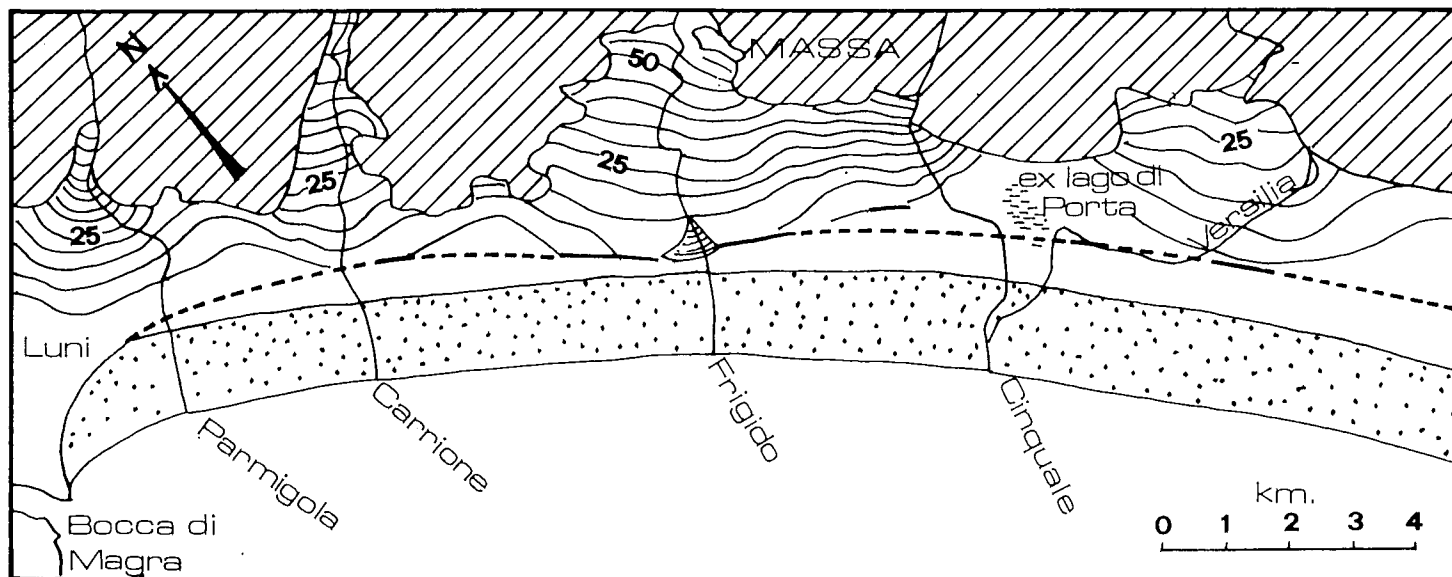 N
MASSA
50
25
25
25
25
ex lago di
Porta
Versilia
Luni
Parmigola
Carrione
Frigido
Cinquale
Bocca di
Magra
km.
0 1 2 3 4